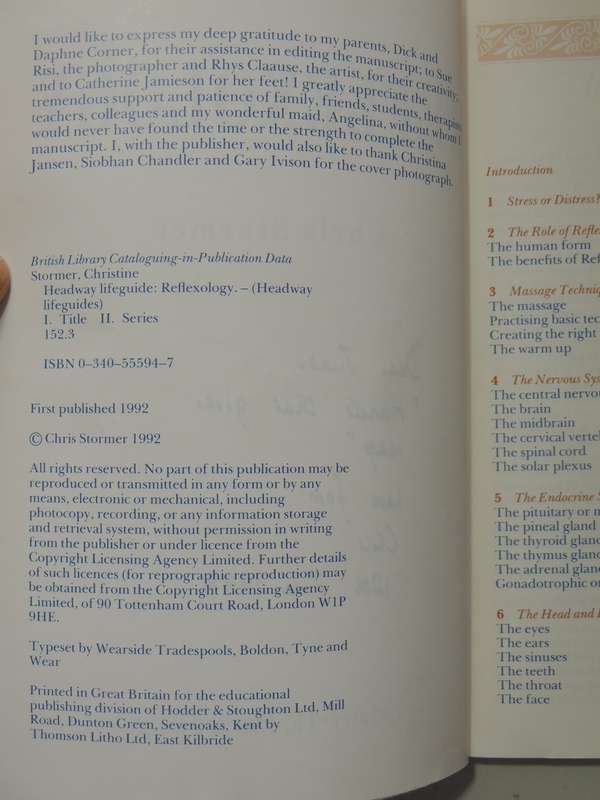 I would like to express my deep gratitude to my parents, Dick and
Daphne Corner, for their assistance in editing the manuscript; to Sue
Risi, the photographer and Rhys Claause, the artist, for their creativity;
and to Catherine Jamieson for her feet! I greatly appreciate the
tremendous support and patience of family, friends, students, therapists,
teachers, colleagues and my wonderful maid, Angelina, without whom I
would never have found the time or the strength to complete the
manuscript. I, with the publisher, would also like to thank Christina
Jansen, Siobhan Chandler and Gary Ivison for the cover photograph.
British Library Cataloguing-in-Publication Data
Stormer, Christine
Headway lifeguide: Reflexology. – (Headway
lifeguides)
I. Title II. Series
152.3
ISBN 0–340–55594–7
First published 1992
© Chris Stormer 1992
All rights reserved. No part of this publication may be
reproduced or transmitted in any form or by any
means, electronic or mechanical, including
photocopy, recording, or any information storage
and retrieval system, without permission in writing
from the publisher or under licence from the
Copyright Licensing Agency Limited. Further details
of such licences (for reprographic reproduction) may
be obtained from the Copyright Licensing Agency
Limited, of 90 Tottenham Court Road, London W1P
9HE.
Typeset by Wearside Tradespools, Boldon, Tyne and
Wear
Printed in Great Britain for the educational
publishing division of Hodder & Stoughton Ltd, Mill
Road, Dunton Green, Sevenoaks, Kent by
Thomson Litho Ltd, East Kilbride
Introduction
1 Stress or Distress?
2 The Role of
The human form
The benefits of
3 Massage
The massage
Practising basic
Creating the right
The warm up
4 The Nervous
The central
The brain
The midbrain
The cervical
The spinal cord
The solar plexus
5 The Endocrine
The pituitary or
The pineal gland
The thyroid
The thymus
The adrenal
Gonadotrophic
6 The Head and
The eyes
The ears
The sinuses
The teeth
The throat
The face